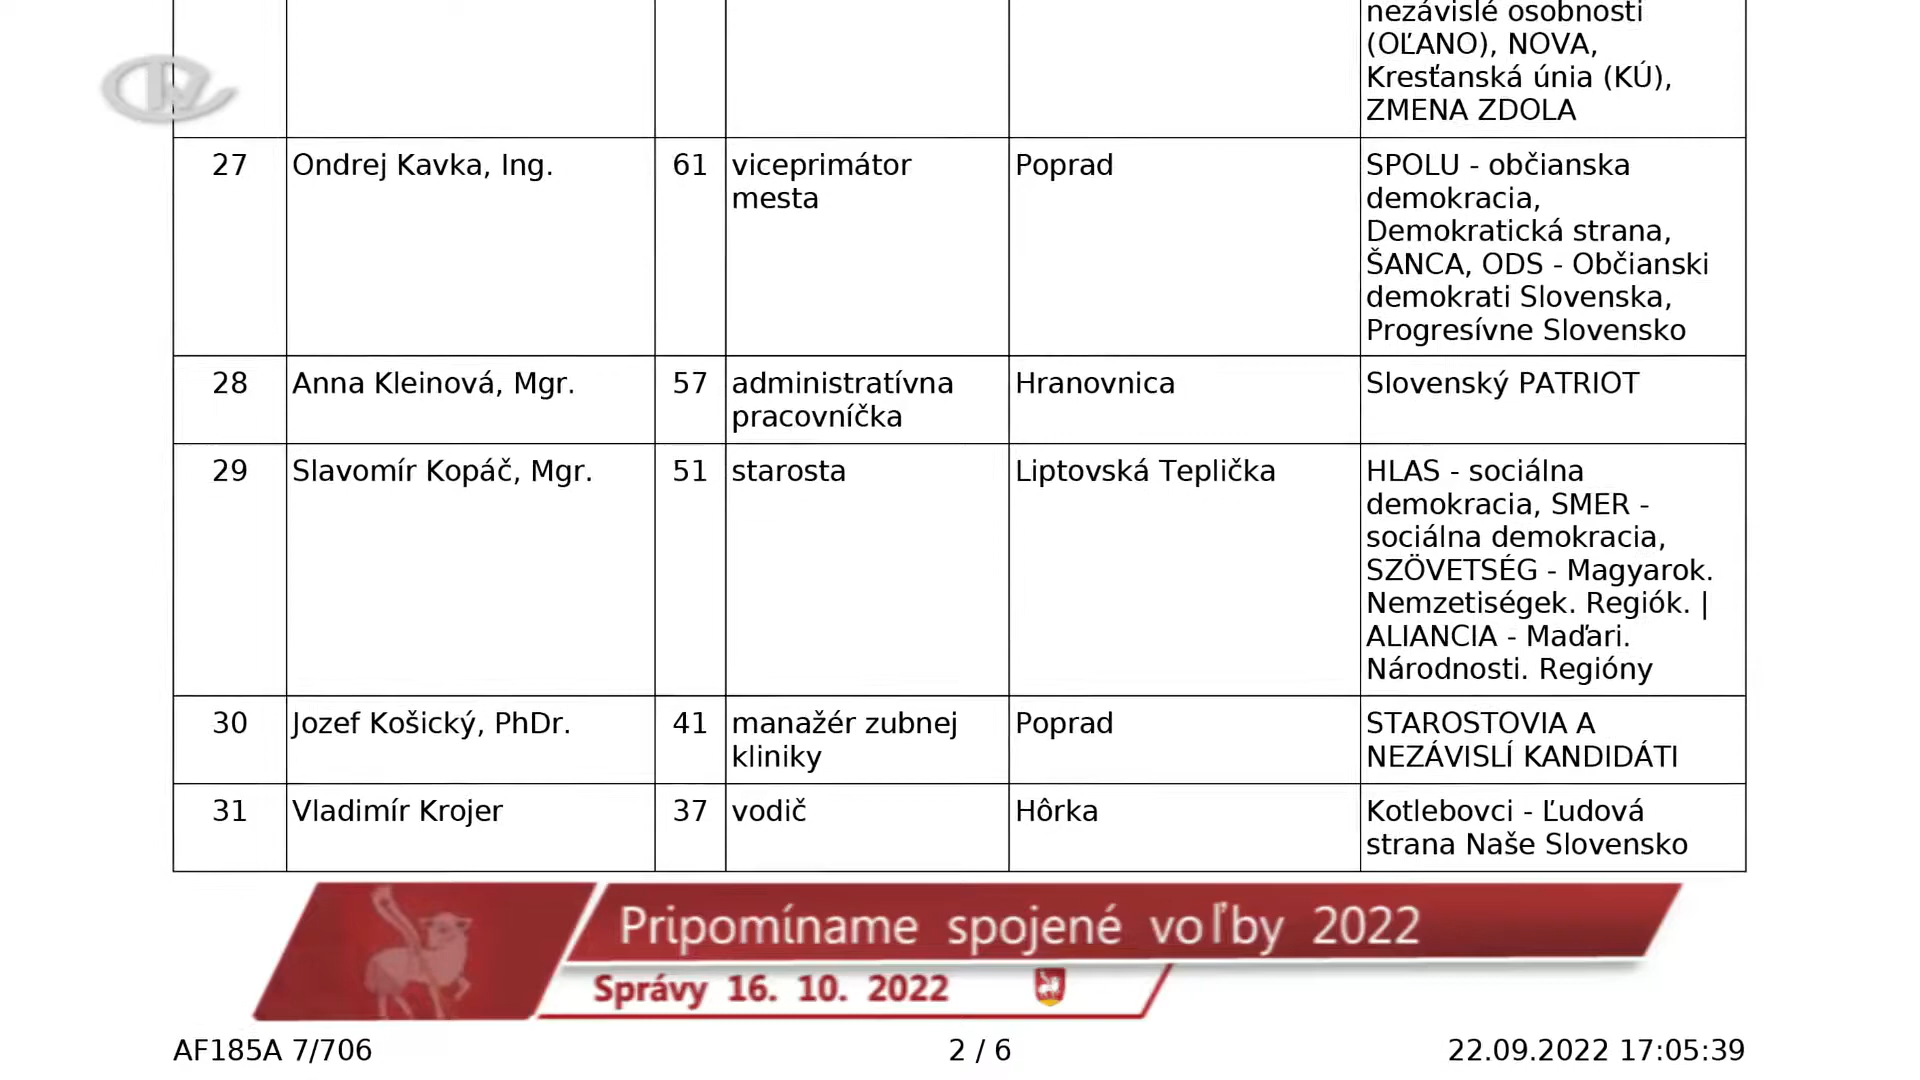 nezávislé osobnosti
(OĽANO), NOVA,
Kresťanská únia (KÚ),
ZMENA ZDOLA
27 Ondrej Kavka, Ing. 61 viceprimátor Poprad SPOLU - občianska
mesta demokracia,
Demokratická strana,
ŠANCA, ODS - Občianski
demokrati Slovenska,
Progresívne Slovensko
28 Anna Kleinová, Mgr. 57 administratívna Hranovnica Slovenský PATRIOT
pracovníčka
29 Slavomír Kopáč, Mgr. 51 starosta Liptovská Teplička HLAS - sociálna
demokracia, SMER -
sociálna demokracia,
SZÖVETSÉG - Magyarok.
Nemzetiségek. Regiók. |
ALIANCIA - Maďari.
Národnosti. Regióny
30 Jozef Košický, PhDr. 41 manažér zubnej Poprad STAROSTOVIA A
kliniky NEZÁVISLÍ KANDIDÁTI
31 Vladimír Krojer 37 vodič Hôrka Kotlebovci - Ľudová
strana Naše Slovensko
Pripomíname spojené voľby 2022
Správy 16. 10. 2022
AF185A 7/706 2 / 6 22.09.2022 17:05:39